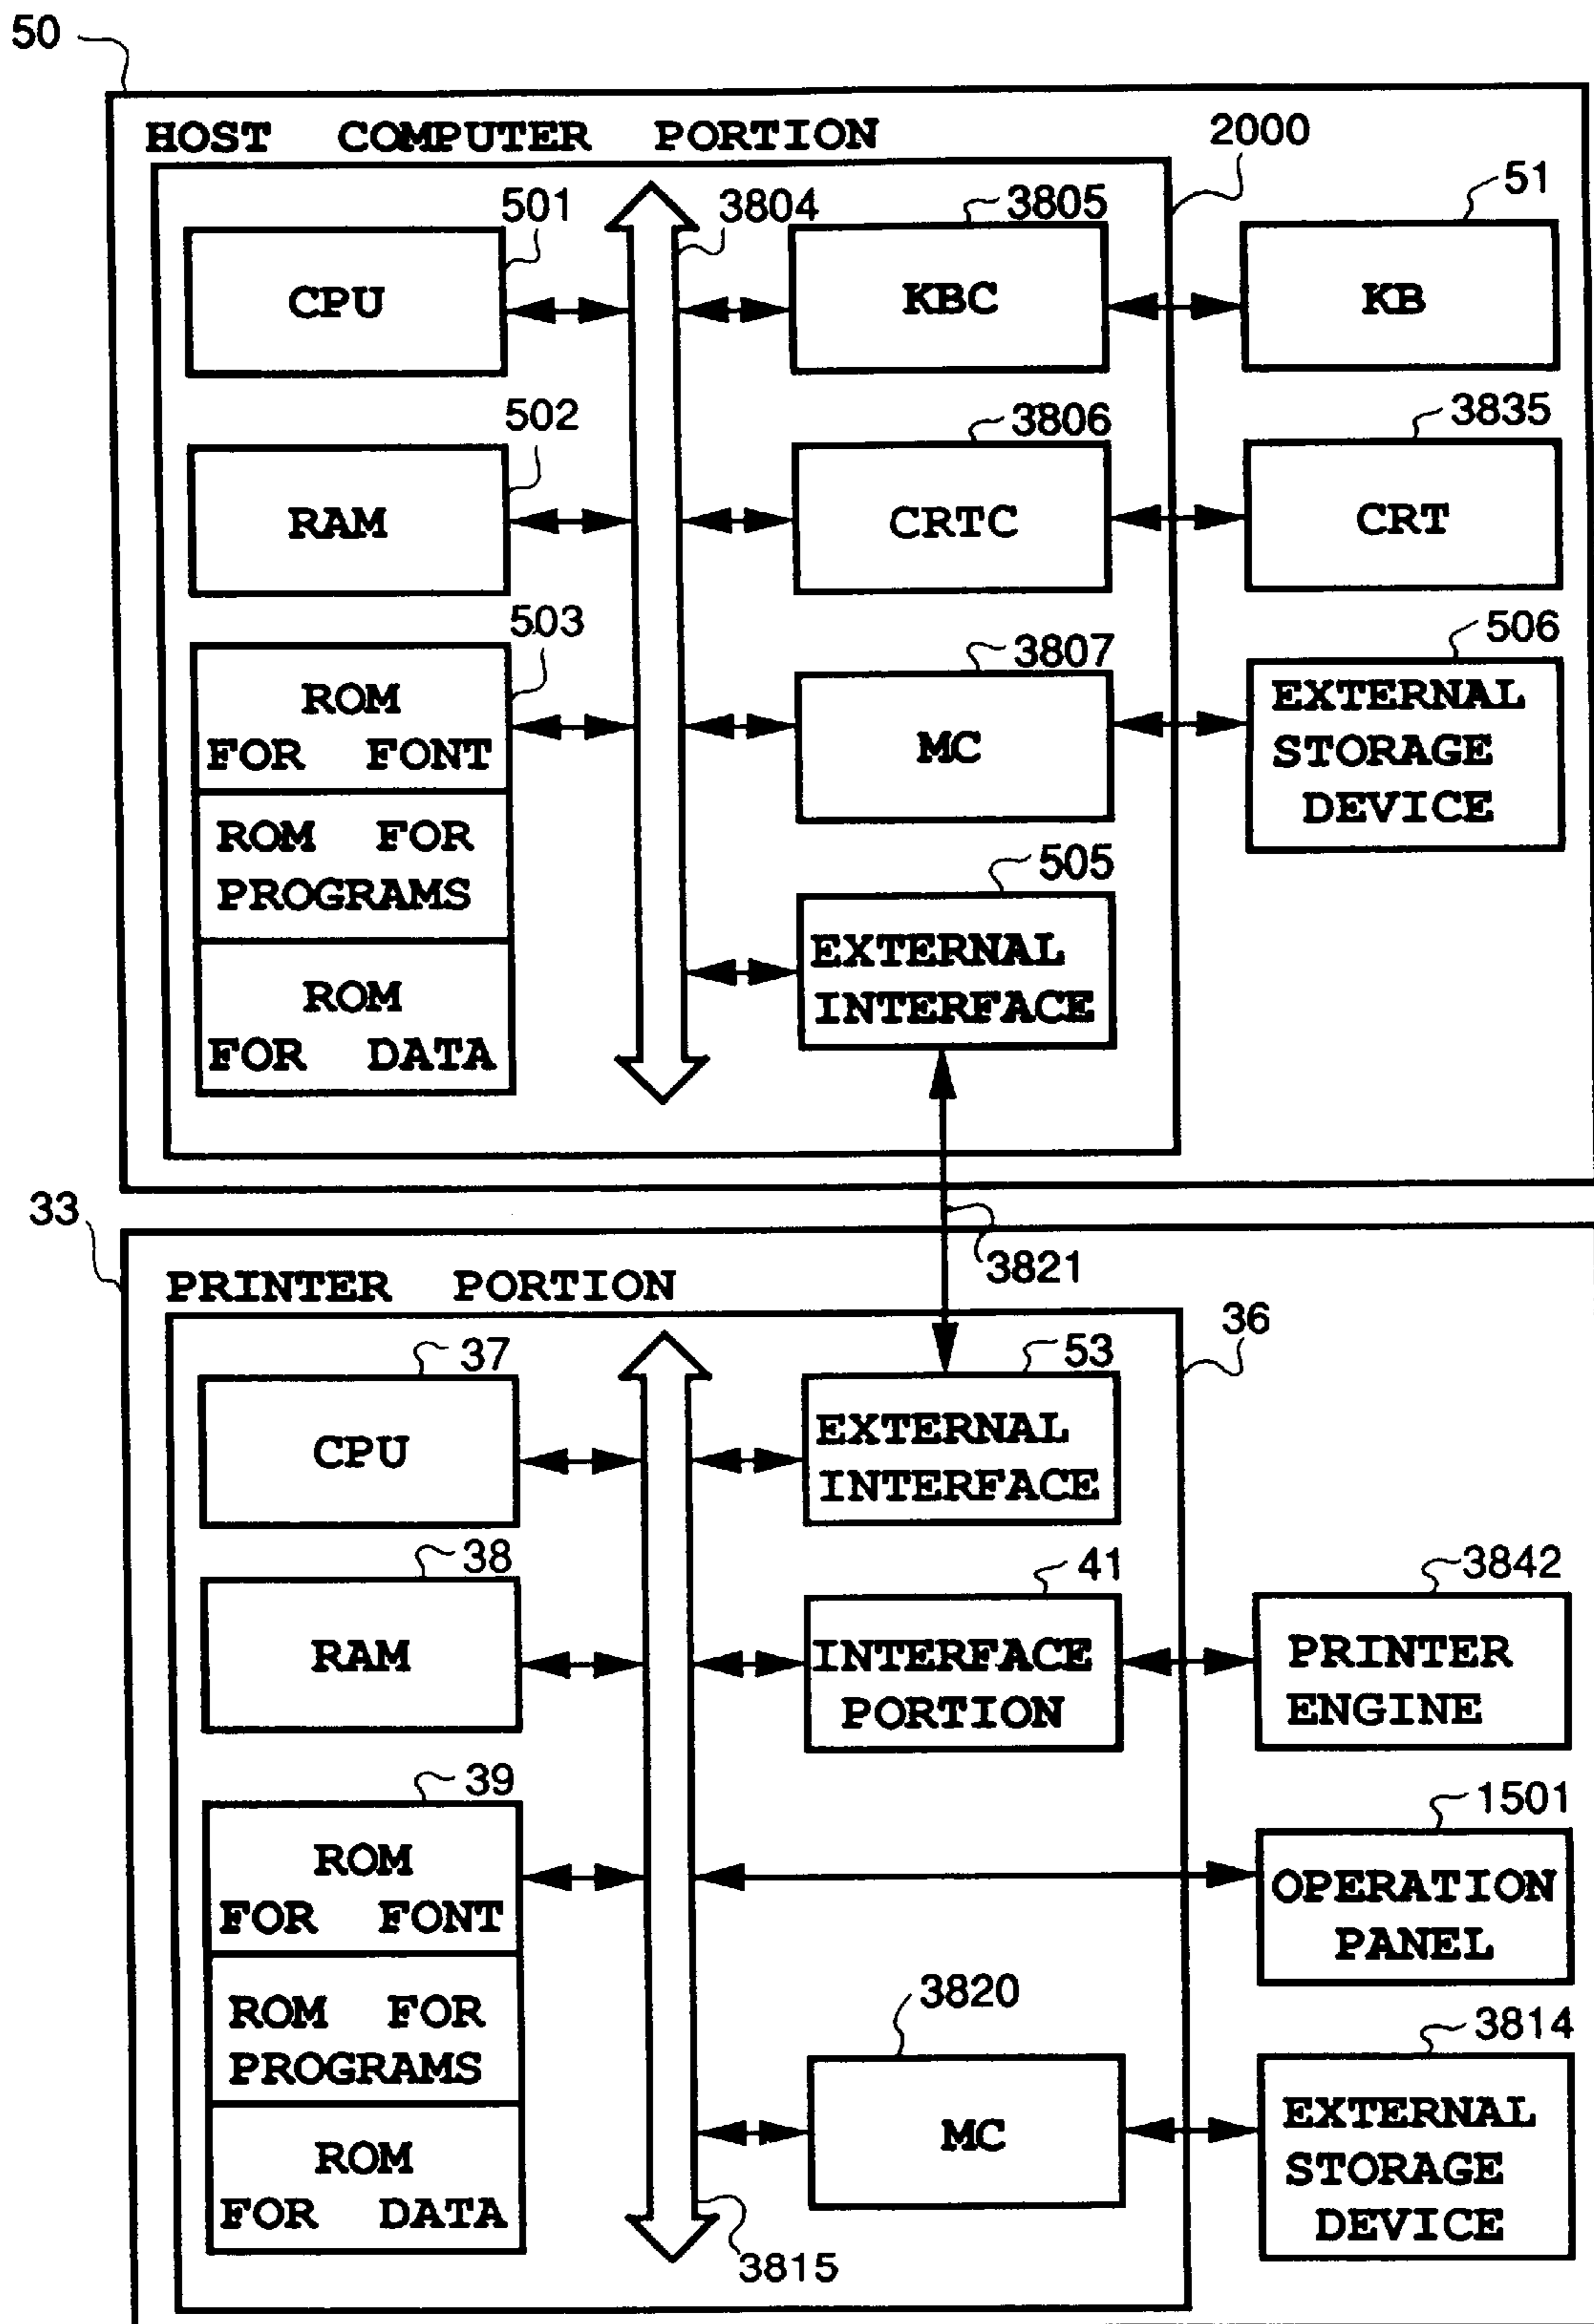 50
HOST COMPUTER PORTION
2000
501
3804
3805
51
CPU
KBC
KB
502
3806
3835
RAM
CRTC
CRT
503
3807
506
ROM
FOR FONT
MC
EXTERNAL
STORAGE
DEVICE
ROM FOR
PROGRAMS
505
EXTERNAL
INTERFACE
ROM
FOR DATA
33
3821
PRINTER PORTION
36
37
53
CPU
EXTERNAL
INTERFACE
38
41
3842
RAM
INTERFACE
PORTION
PRINTER
ENGINE
39
1501
ROM
FOR FONT
OPERATION
PANEL
ROM FOR
PROGRAMS
3820
3814
MC
EXTERNAL
STORAGE
DEVICE
ROM
FOR DATA
3815